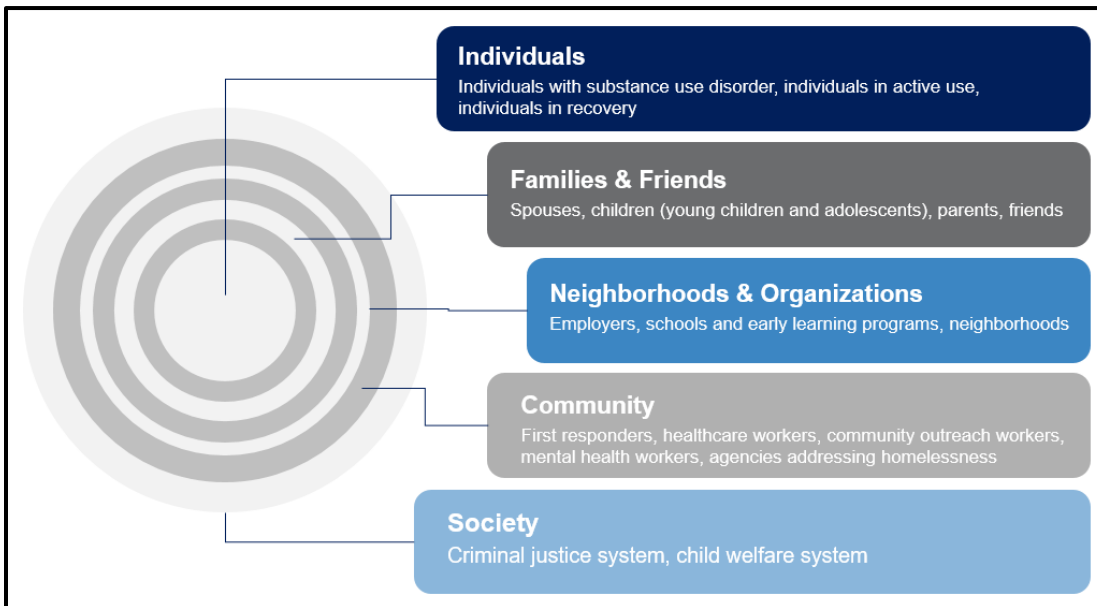 Individuals
Individuals with substance use disorder, individuals in active use,
individuals in recovery
Families & Friends
Spouses, children (young children and adolescents), parents, friends
Neighborhoods & Organizations
Employers, schools and early learning programs, neighborhoods
Community
First responders, healthcare workers, community outreach workers,
mental health workers, agencies addressing homelessness
Society
Criminal justice system, child welfare system